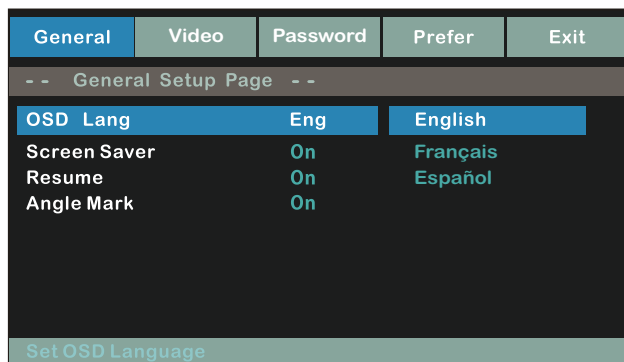 General Video Password Prefer Exit
-- General Setup Page --
OSD Lang Eng English
Screen Saver On Français
Resume On Español
Angle Mark On
Set OSD Language